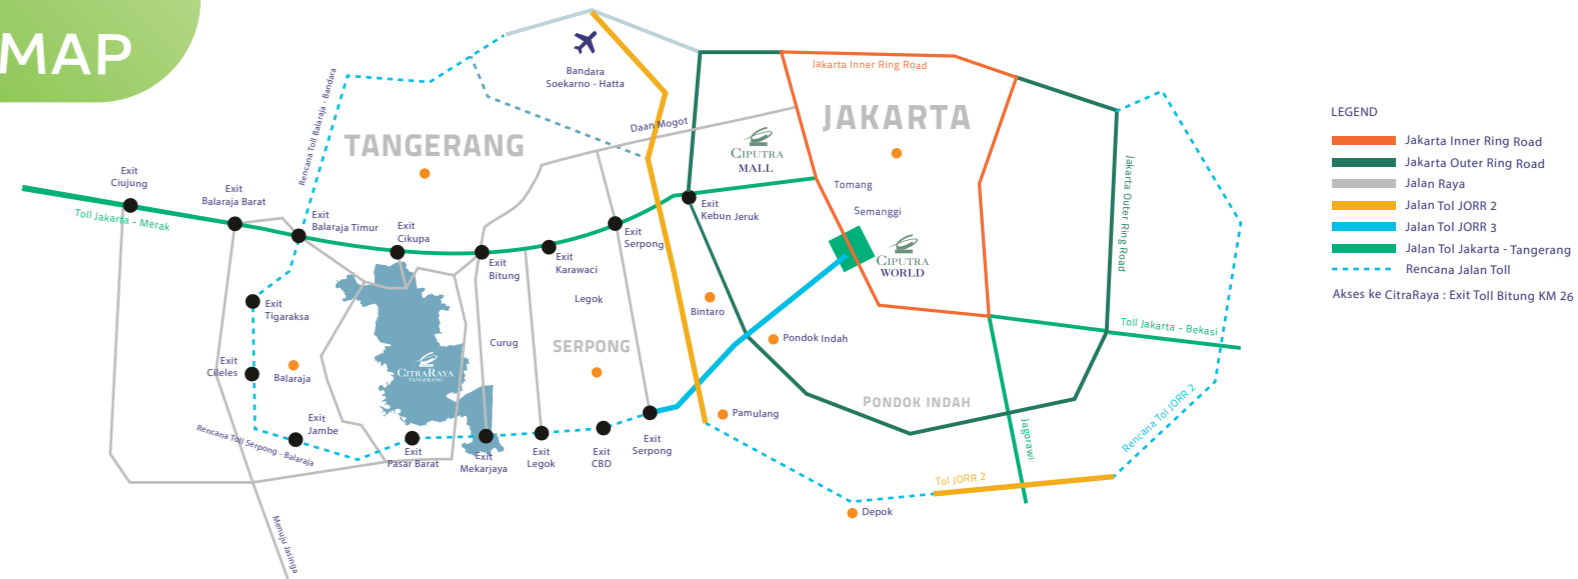 MAP
Bandara
Soekarno - Hatta
Jakarta Inner Ring Road
Rencana Toll Balaraja - Bandara
TANGERANG
Daan Mogot
JAKARTA
CIPUTRA
MALL
Exit
Ciujung
Exit
Balaraja Barat
Toll Jakarta - Merak
Exit
Balaraja Timur
Exit
Cikupa
Exit
Bitung
Exit
Karawaci
Exit
Serpong
Exit
Kebun Jeruk
Tomang
Semanggi
CIPUTRA
WORLD
Jakarta Outer Ring Road
Exit
Tigaraksa
Legok
Bintaro
Toll Jakarta - Bekasi
Curug
SERPONG
Pondok Indah
Exit
Cileles
Balaraja
CITRARAYA
TANGERANG
PONDOK INDAH
Pamulang
Exit
Jambe
Rencana Toll Serpong - Balaraja
Exit
Pasar Barat
Exit
Mekarjaya
Exit
Legok
Exit
CBD
Exit
Serpong
Jagorawi
Rencana Tol JORR 2
Tol JORR 2
Depok
Menuju Jasinga
LEGEND
Jakarta Inner Ring Road
Jakarta Outer Ring Road
Jalan Raya
Jalan Tol JORR 2
Jalan Tol JORR 3
Jalan Tol Jakarta - Tangerang
Rencana Jalan Toll
Akses ke CitraRaya : Exit Toll Bitung KM 26